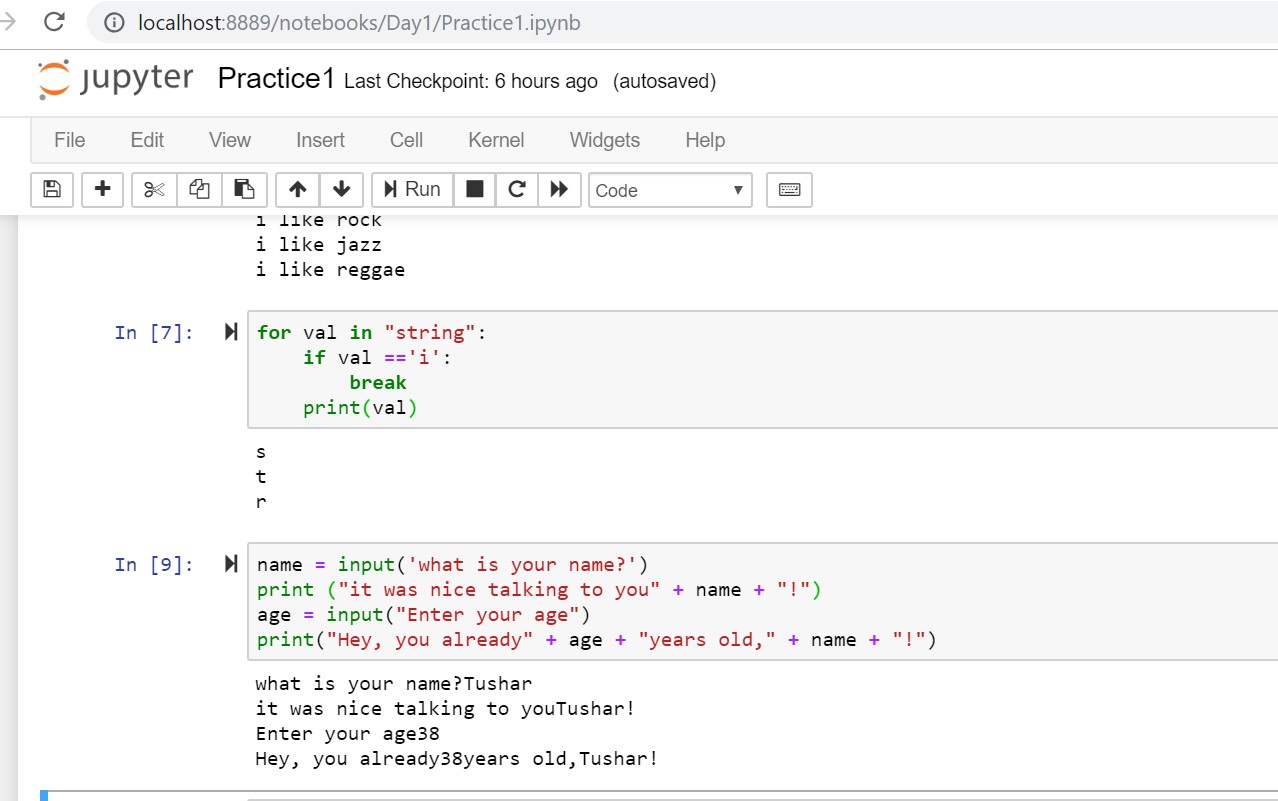 localhost:8889/notebooks/Day1/Practice1.ipynb
jupyter Practice1 Last Checkpoint: 6 hours ago (autosaved)
File Edit View Insert Cell Kernel Widgets Help
Run Code
i like rock
i like jazz
i like reggae
In [7]: for val in "string":
    if val =='i':
        break
    print(val)
s
t
r
In [9]: name = input('what is your name?')
print ("it was nice talking to you" + name + "!")
age = input("Enter your age")
print("Hey, you already" + age + "years old," + name + "!")
what is your name?Tushar
it was nice talking to youTushar!
Enter your age38
Hey, you already38years old,Tushar!